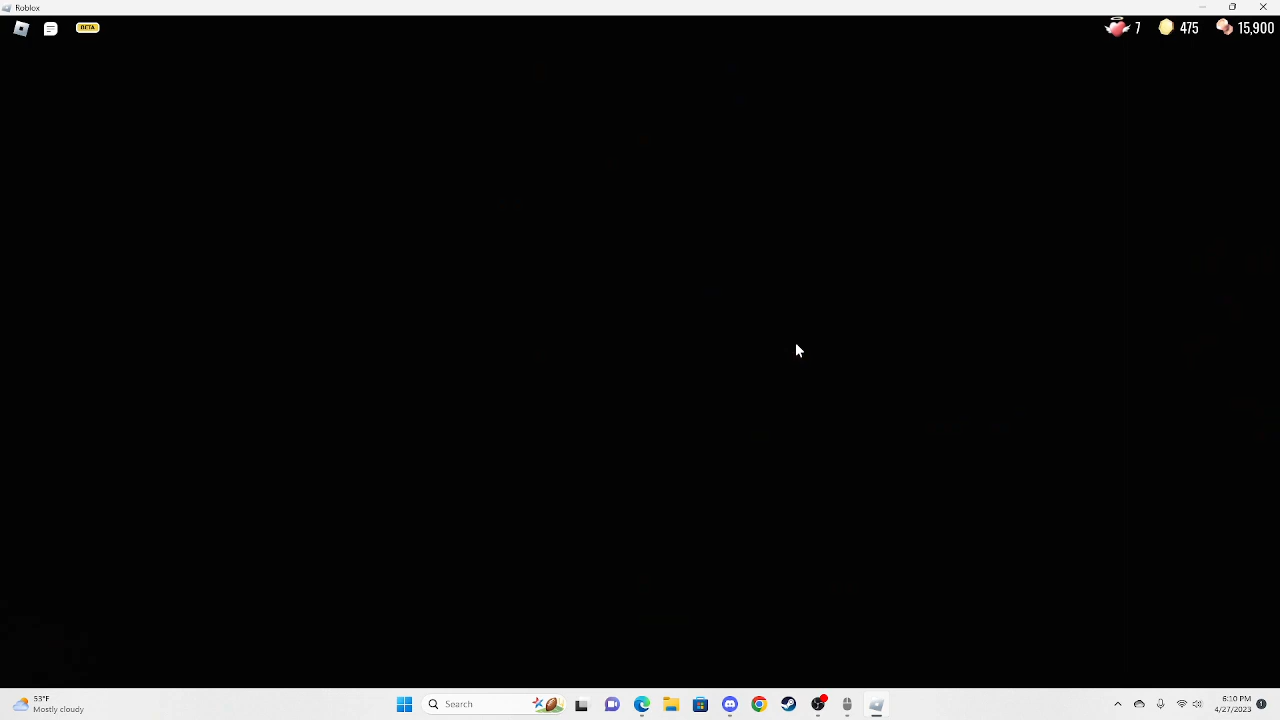 Roblox
BETA
7
475
15,900
53°F
Mostly cloudy
Search
6:10 PM
4/27/2023